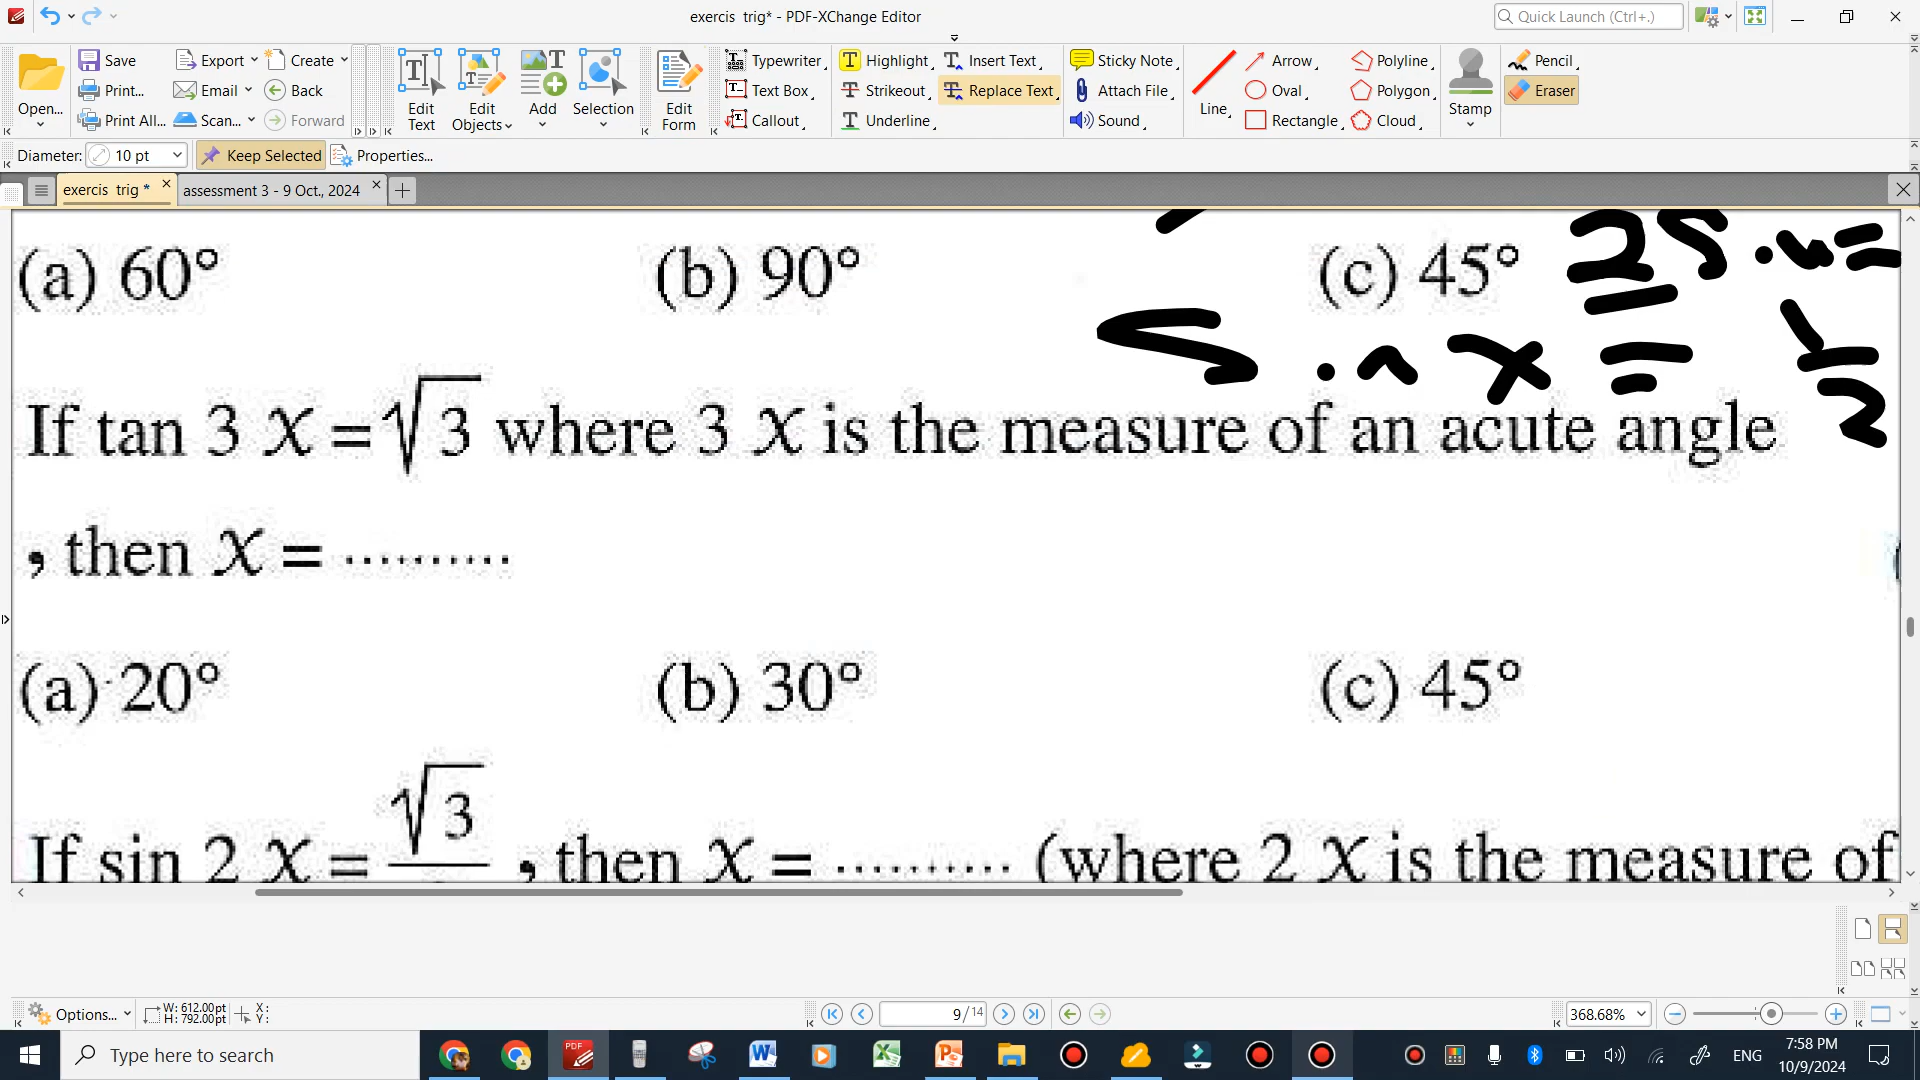 exercis trig* - PDF-XChange Editor
Quick Launch (Ctrl+.)
Open...
Save
Print...
Print All...
Export
Email
Scan...
Create
Back
Forward
Edit Text
Edit Objects
Add
Selection
Edit Form
Typewriter
Text Box
Callout
Highlight
Strikeout
Underline
Insert Text
Replace Text
Sticky Note
Attach File
Sound
Line
Arrow
Oval
Rectangle
Polyline
Polygon
Cloud
Stamp
Pencil
Eraser
Diameter: 10 pt Keep Selected Properties...
exercis trig * assessment 3 - 9 Oct., 2024
(a) 60° (b) 90° (c) 45°
2 S.n =
S.n x = 1/2
If tan 3 X = √3 where 3 X is the measure of an acute angle
, then X = ..........
(a) 20° (b) 30° (c) 45°
If sin 2 X = √3 , then X = .......... (where 2 X is the measure of
Options... W: 612.00pt H: 792.00pt X: Y: 9 / 14 368.68%
Type here to search ENG 7:58 PM
10/9/2024